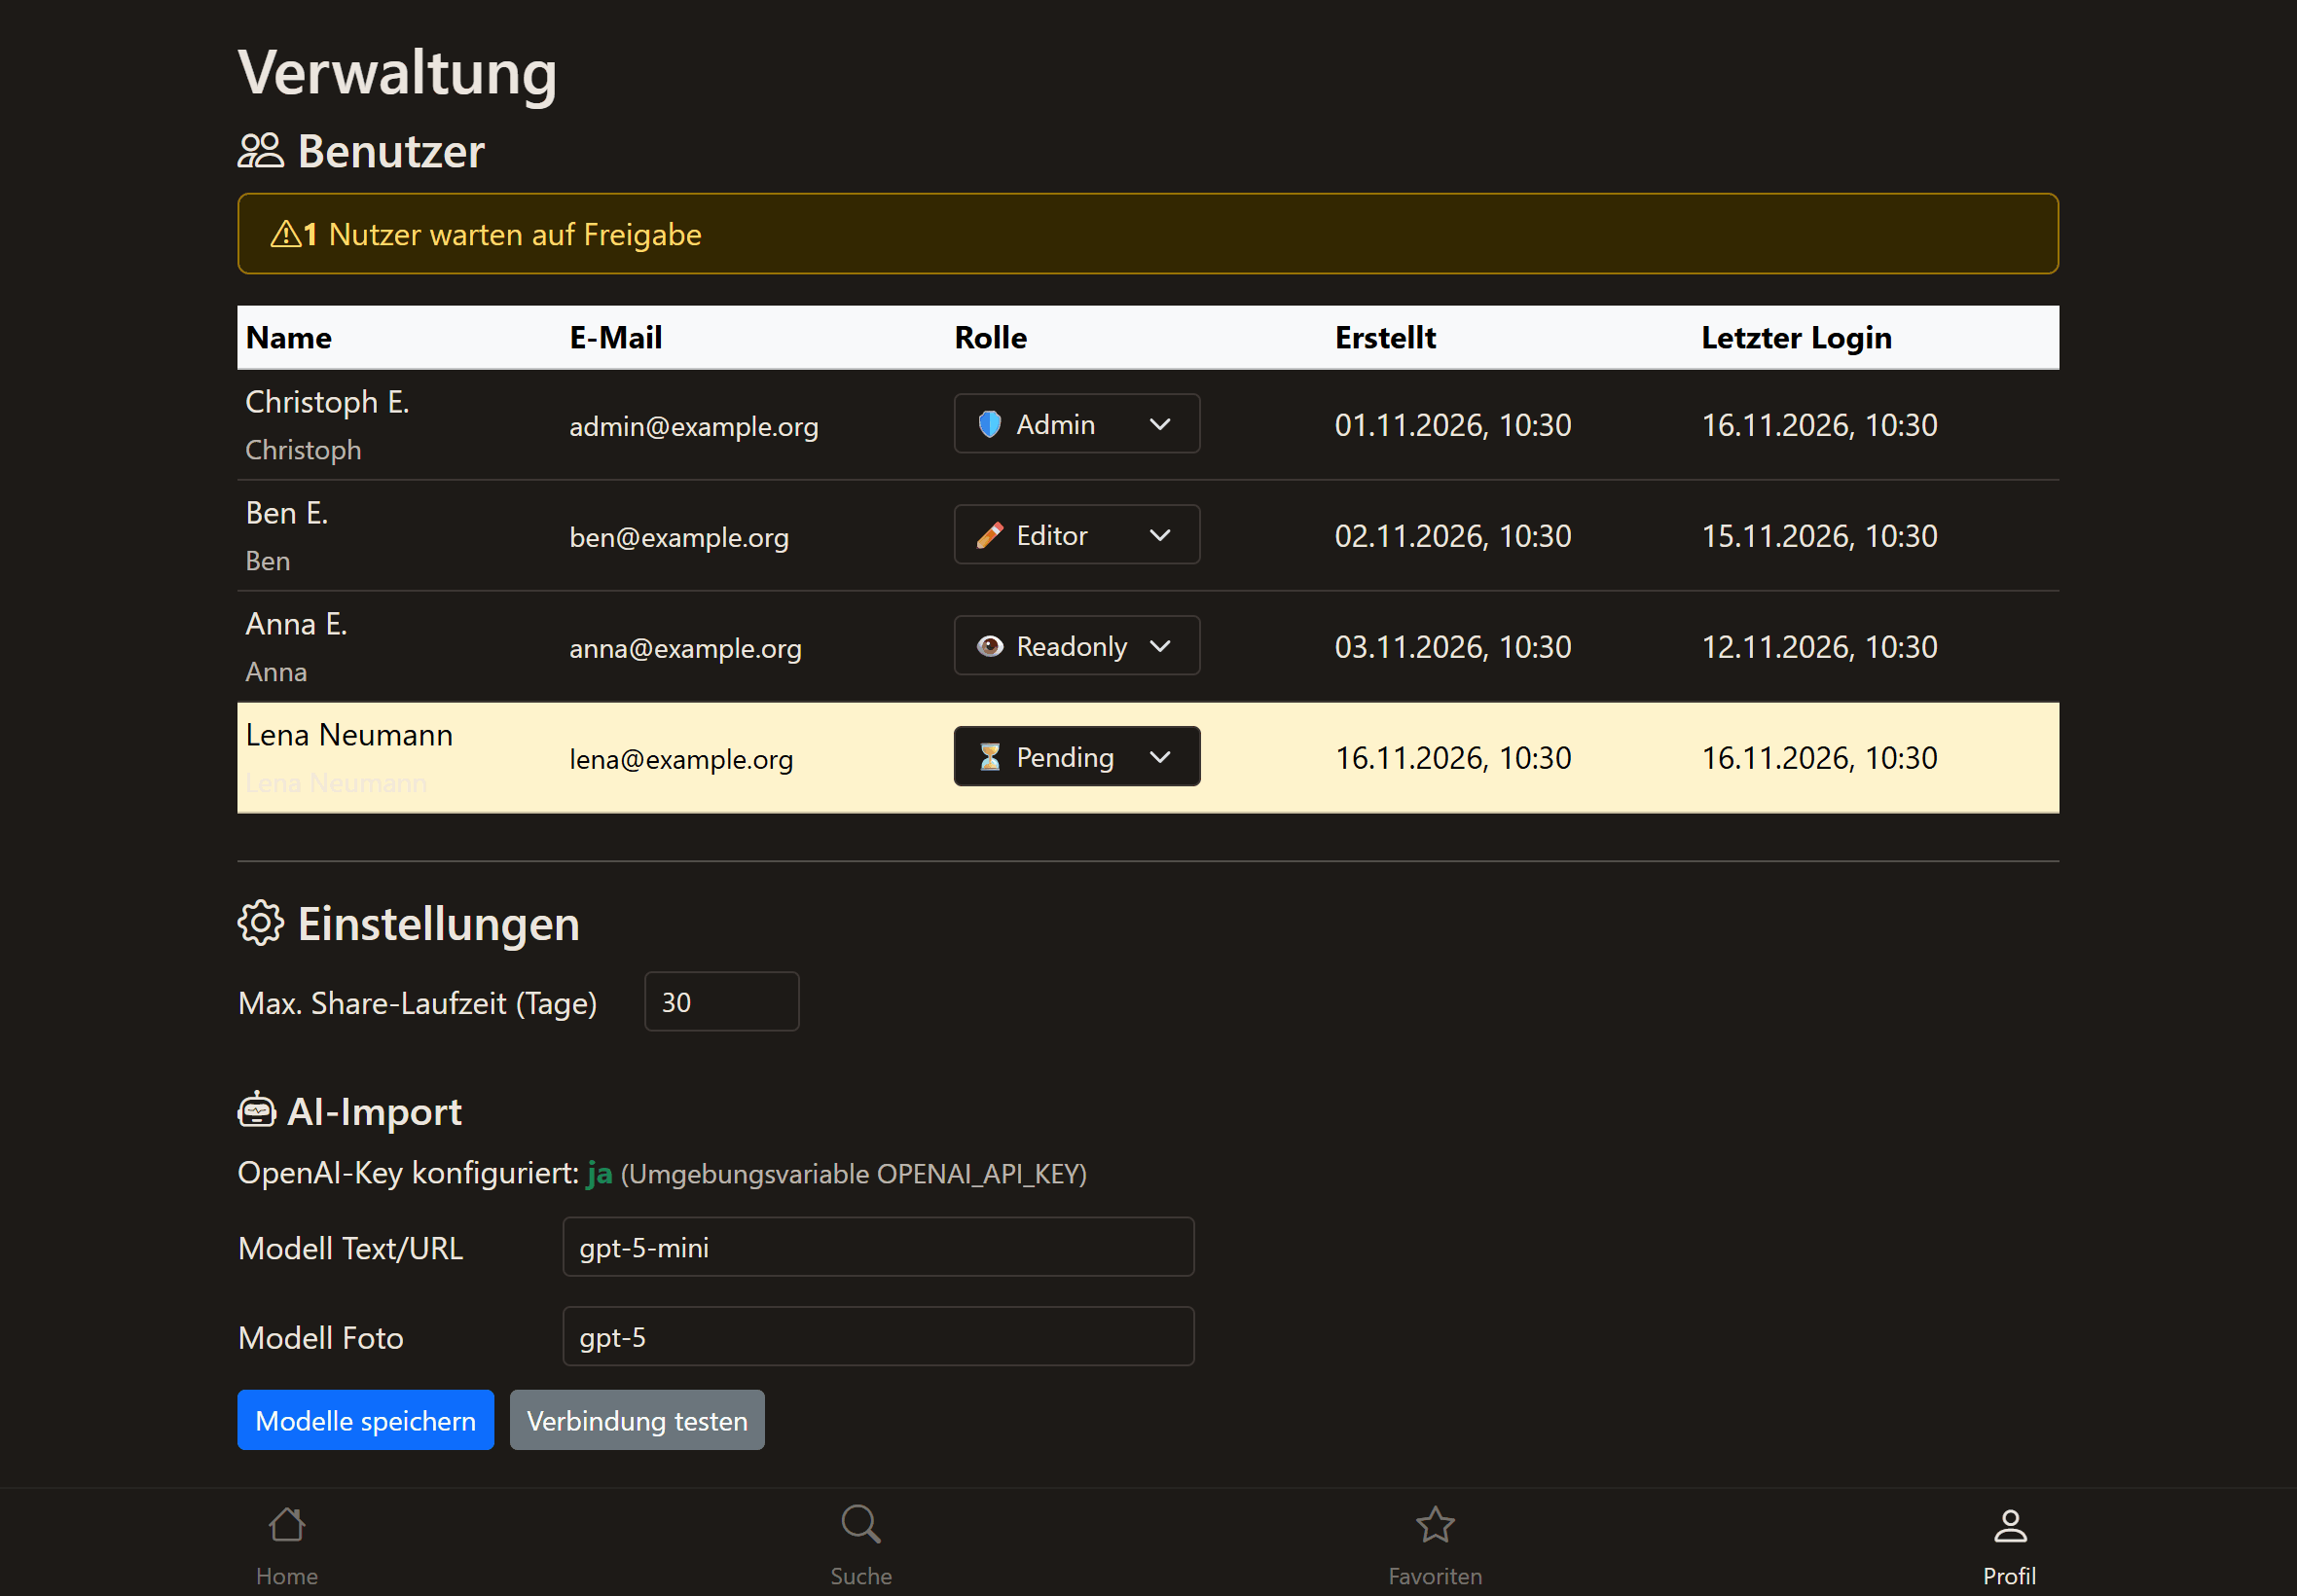 Verwaltung
Benutzer
1 Nutzer warten auf Freigabe
Name E-Mail Rolle Erstellt Letzter Login
Christoph E.
Christoph
admin@example.org Admin 01.11.2026, 10:30 16.11.2026, 10:30
Ben E.
Ben
ben@example.org Editor 02.11.2026, 10:30 15.11.2026, 10:30
Anna E.
Anna
anna@example.org Readonly 03.11.2026, 10:30 12.11.2026, 10:30
Lena Neumann
Lena Neumann
lena@example.org Pending 16.11.2026, 10:30 16.11.2026, 10:30
Einstellungen
Max. Share-Laufzeit (Tage) 30
AI-Import
OpenAI-Key konfiguriert: ja (Umgebungsvariable OPENAI_API_KEY)
Modell Text/URL gpt-5-mini
Modell Foto gpt-5
Modelle speichern Verbindung testen
Home Suche Favoriten Profil